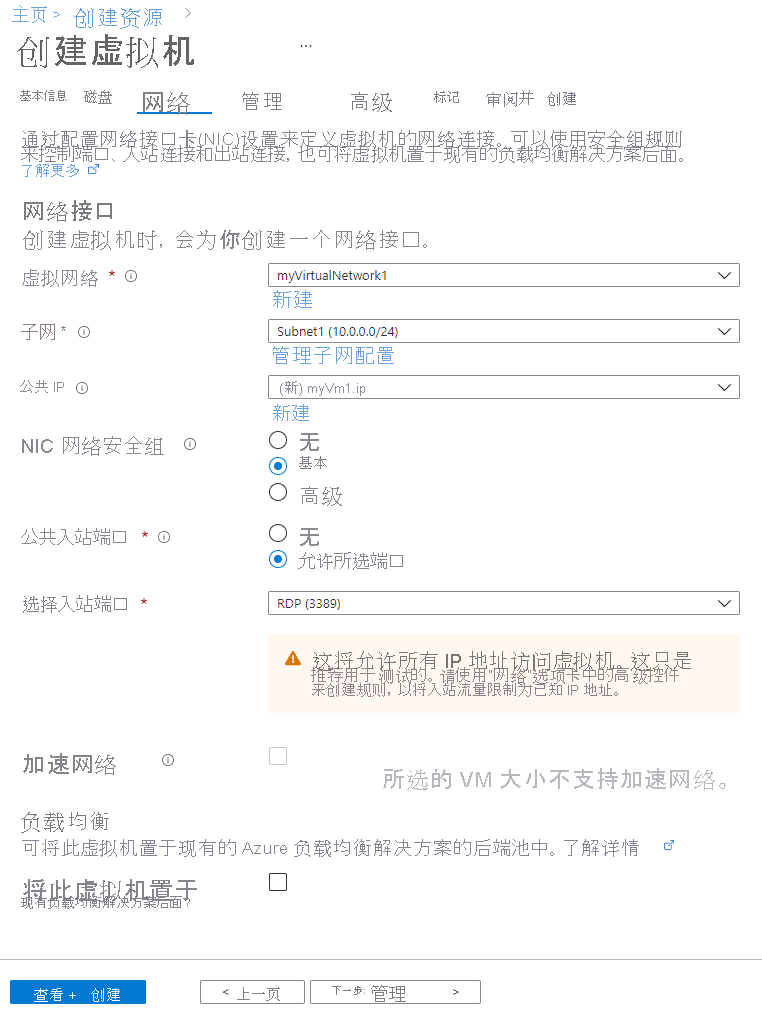 主页 > 创建资源 >
创建虚拟机 ...
基本信息 磁盘 网络 管理 高级 标记 审阅并 创建
通过配置网络接口卡(NIC)设置来定义虚拟机的网络连接。可以使用安全组规则
来控制端口、入站连接和出站连接, 也可将虚拟机置于现有的负载均衡解决方案后面。
了解更多
网络接口
创建虚拟机时, 会为你创建一个网络接口。
虚拟网络 * myVirtualNetwork1
新建
子网 * Subnet1 (10.0.0.0/24)
管理子网配置
公共 IP (新) myVm1.ip
新建
NIC 网络安全组 无
基本
高级
公共入站端口 * 无
允许所选端口
选择入站端口 * RDP (3389)
这将允许所有 IP 地址访问虚拟机。这只是
推荐用于测试的。请使用"网络"选项卡中的高级控件
来创建规则, 以将入站流量限制为已知 IP 地址。
加速网络
所选的 VM 大小不支持加速网络。
负载均衡
可将此虚拟机置于现有的 Azure 负载均衡解决方案的后端池中。了解详情
将此虚拟机置于
现有负载均衡解决方案后面?
查看 + 创建 < 上一页 下一步: 管理 >